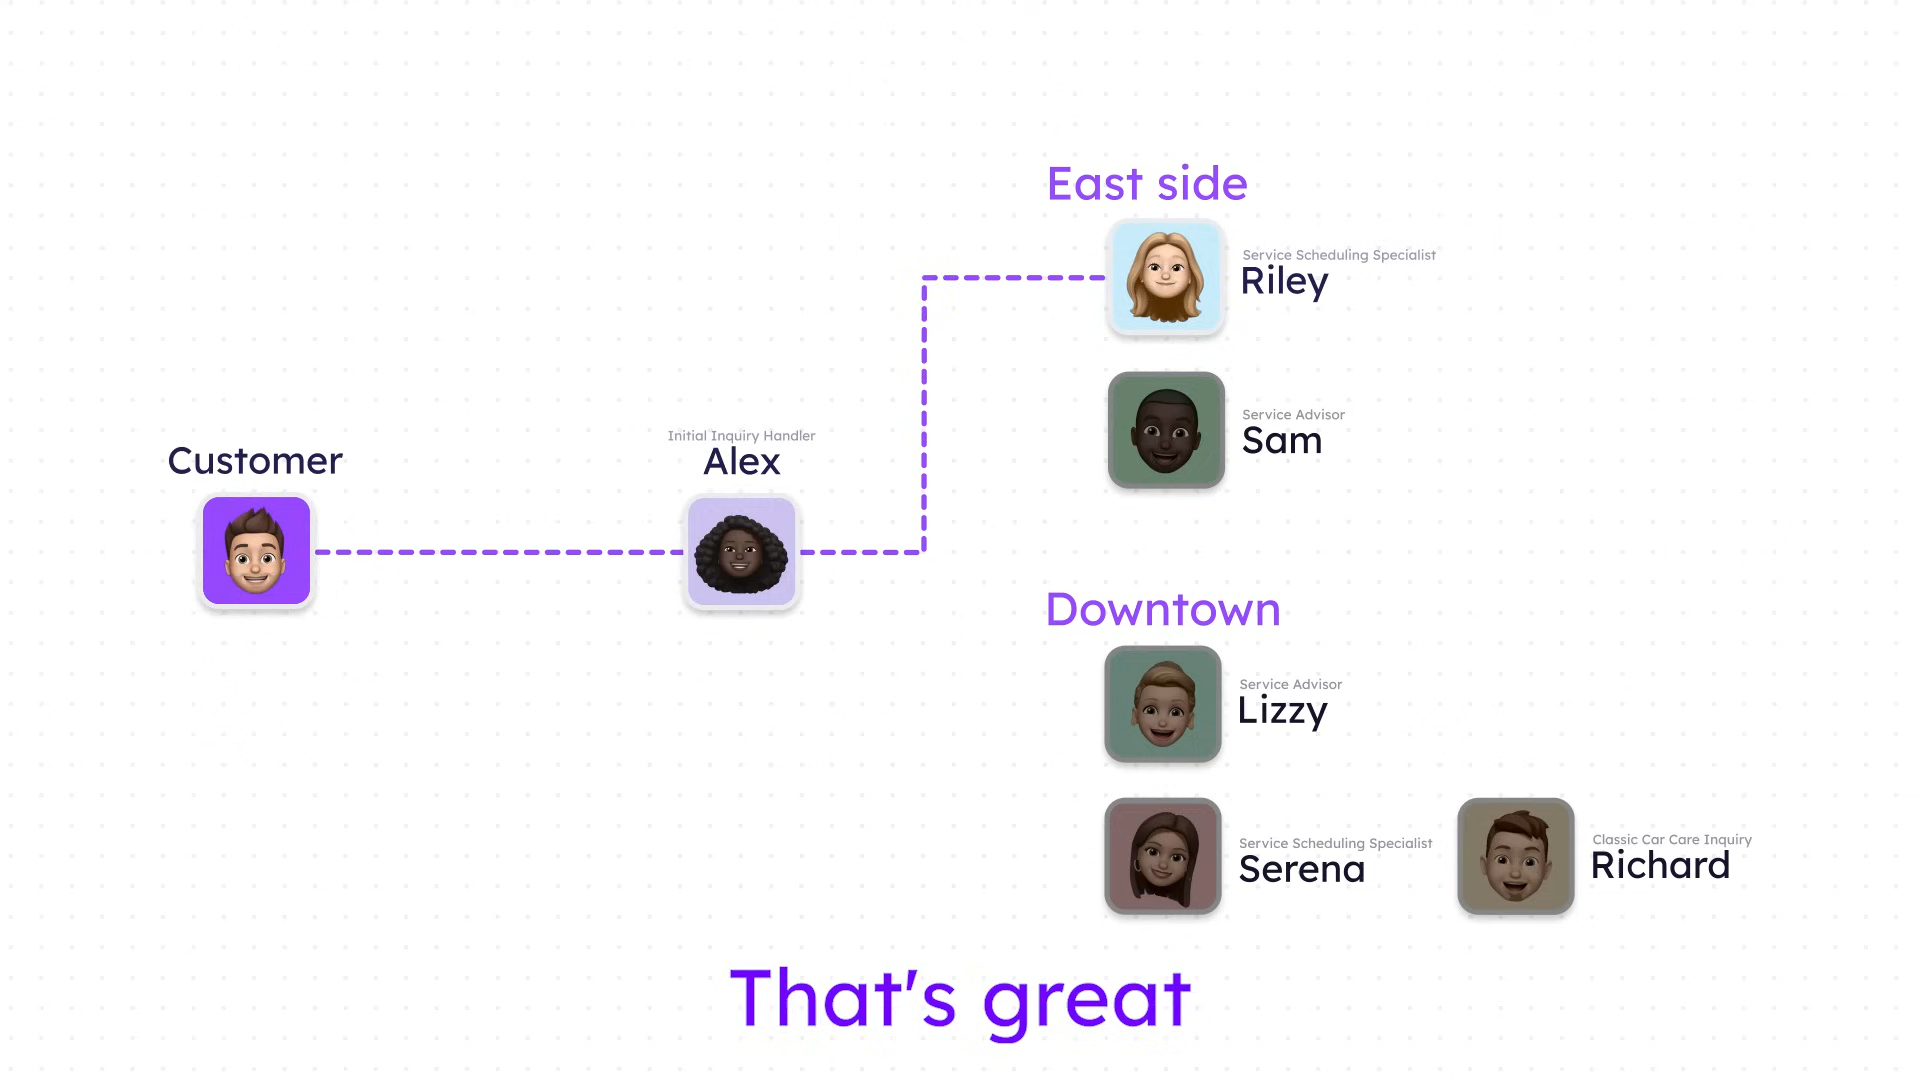 East side
Service Scheduling Specialist
Riley
Service Advisor
Sam
Customer
Initial Inquiry Handler
Alex
Downtown
Service Advisor
Lizzy
Service Scheduling Specialist
Serena
Classic Car Care Inquiry
Richard
That's great